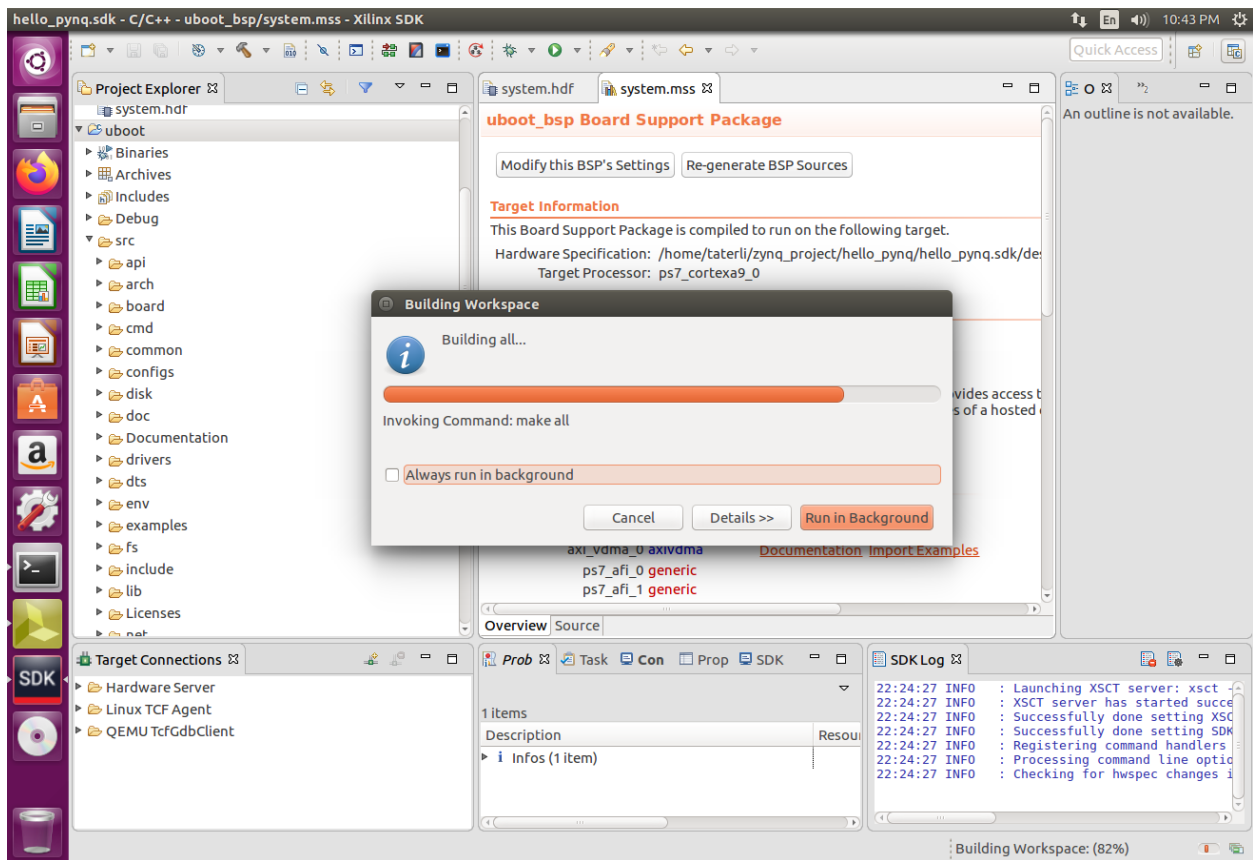 hello_pynq.sdk - C/C++ - uboot_bsp/system.mss - Xilinx SDK
En
10:43 PM
Quick Access
Project Explorer
system.hdf
uboot
Binaries
Archives
Includes
Debug
src
api
arch
board
cmd
common
configs
disk
doc
Documentation
drivers
dts
env
examples
fs
include
lib
Licenses
net
system.hdf
system.mss
uboot_bsp Board Support Package
Modify this BSP's Settings
Re-generate BSP Sources
Target Information
This Board Support Package is compiled to run on the following target.
Hardware Specification: /home/taterli/zynq_project/hello_pynq/hello_pynq.sdk/des
Target Processor: ps7_cortexa9_0
vides access t
s of a hosted
axi_vdma_0 axivdma
Documentation Import Examples
ps7_afi_0 generic
ps7_afi_1 generic
Overview
Source
O
2
An outline is not available.
Building Workspace
Building all...
Invoking Command: make all
Always run in background
Cancel
Details >>
Run in Background
Target Connections
Hardware Server
Linux TCF Agent
QEMU TcfGdbClient
Prob
Task
Con
Prop
SDK
1 items
Description
Resou
Infos (1 item)
SDK Log
22:24:27 INFO : Launching XSCT server: xsct -
22:24:27 INFO : XSCT server has started succe
22:24:27 INFO : Successfully done setting XSC
22:24:27 INFO : Successfully done setting SDK
22:24:27 INFO : Registering command handlers
22:24:27 INFO : Processing command line optio
22:24:27 INFO : Checking for hwspec changes i
Building Workspace: (82%)
SDK